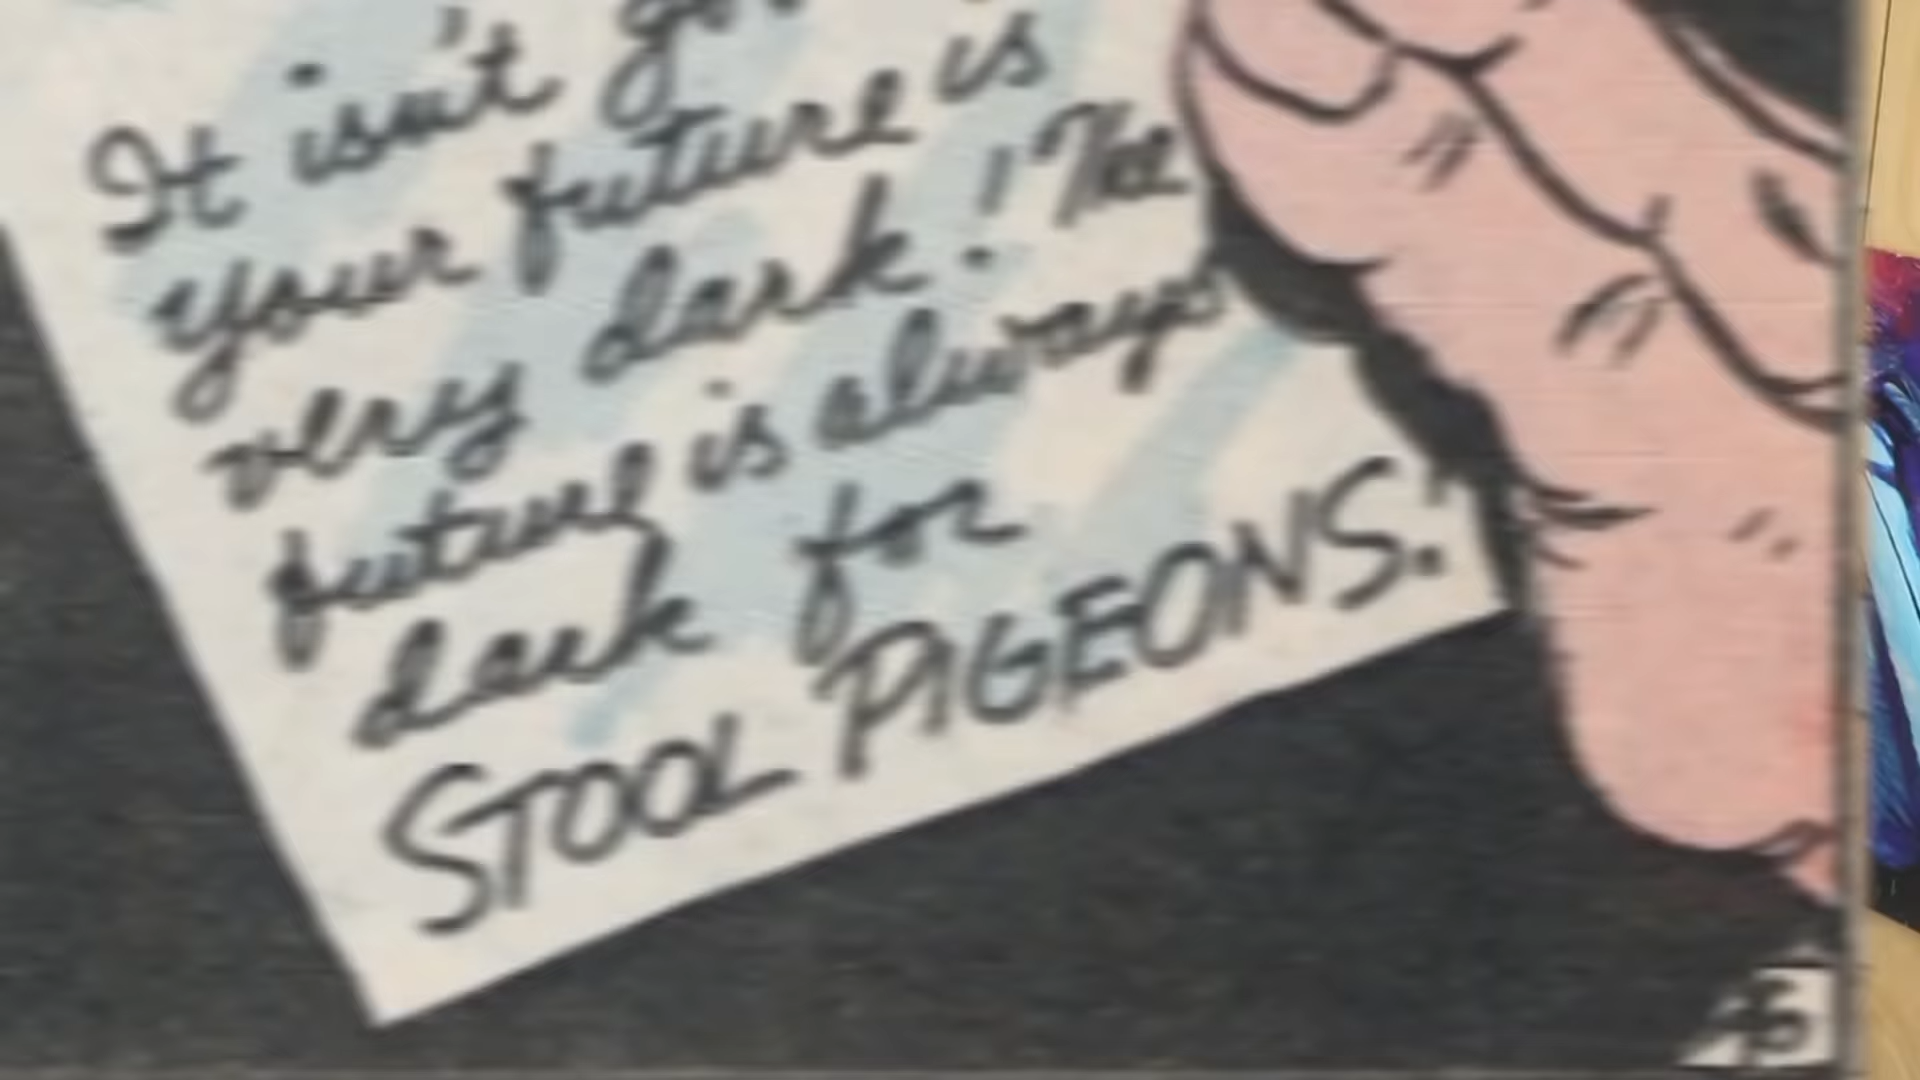 It isn't
your future is
very dark! The
future is always
dark for
STOOL PIGEONS!